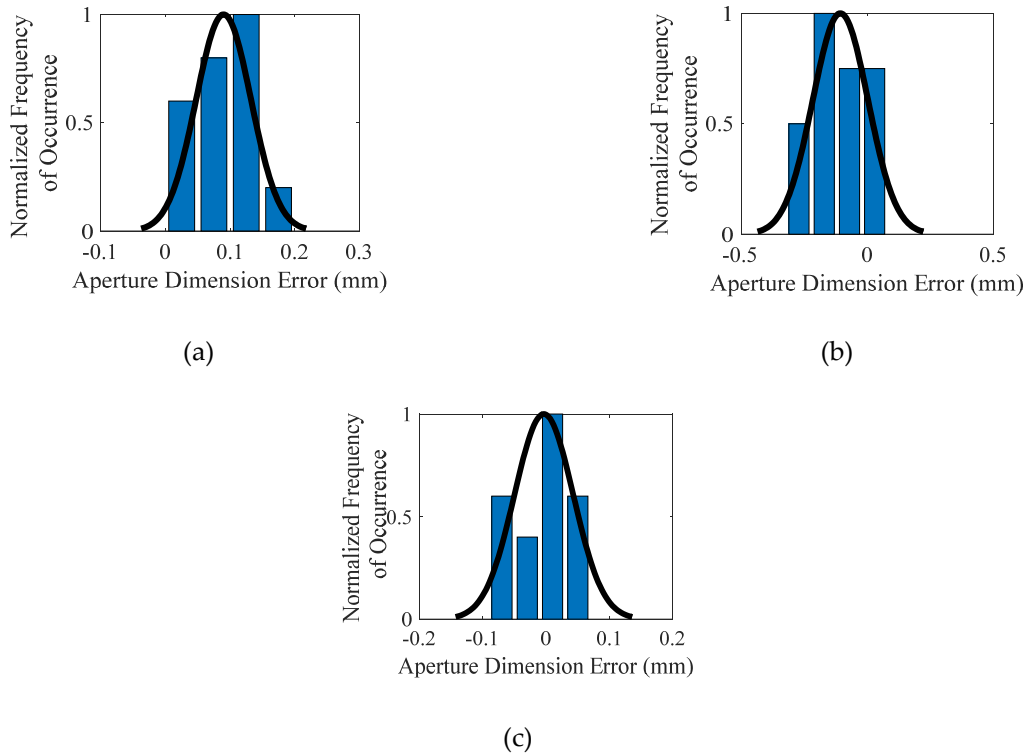 Normalized Frequency
of Occurrence
1
0.5
0
-0.1
0
0.1
0.2
0.3
Aperture Dimension Error (mm)
(a)
Normalized Frequency
of Occurrence
1
0.5
0
-0.5
0
0.5
Aperture Dimension Error (mm)
(b)
Normalized Frequency
of Occurrence
1
0.5
0
-0.2
-0.1
0
0.1
0.2
Aperture Dimension Error (mm)
(c)